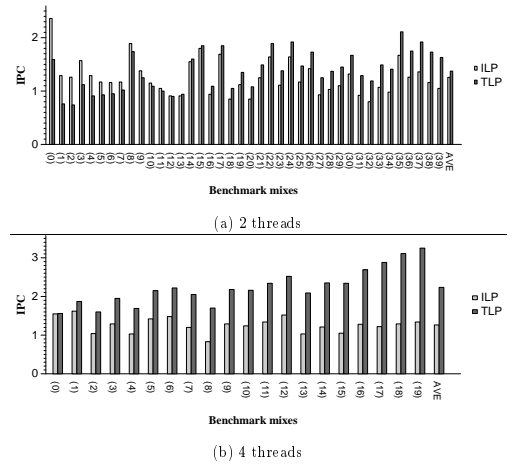 2
1
0
IPC
ILP
TLP
(0) (1) (2) (3) (4) (5) (6) (7) (8) (9) (10) (11) (12) (13) (14) (15) (16) (17) (18) (19) (20) (21) (22) (23) (24) (25) (26) (27) (28) (29) (30) (31) (32) (33) (34) (35) (36) (37) (38) (39) AVE
Benchmark mixes
(a) 2 threads
3
2
1
0
IPC
ILP
TLP
(0) (1) (2) (3) (4) (5) (6) (7) (8) (9) (10) (11) (12) (13) (14) (15) (16) (17) (18) (19) AVE
Benchmark mixes
(b) 4 threads